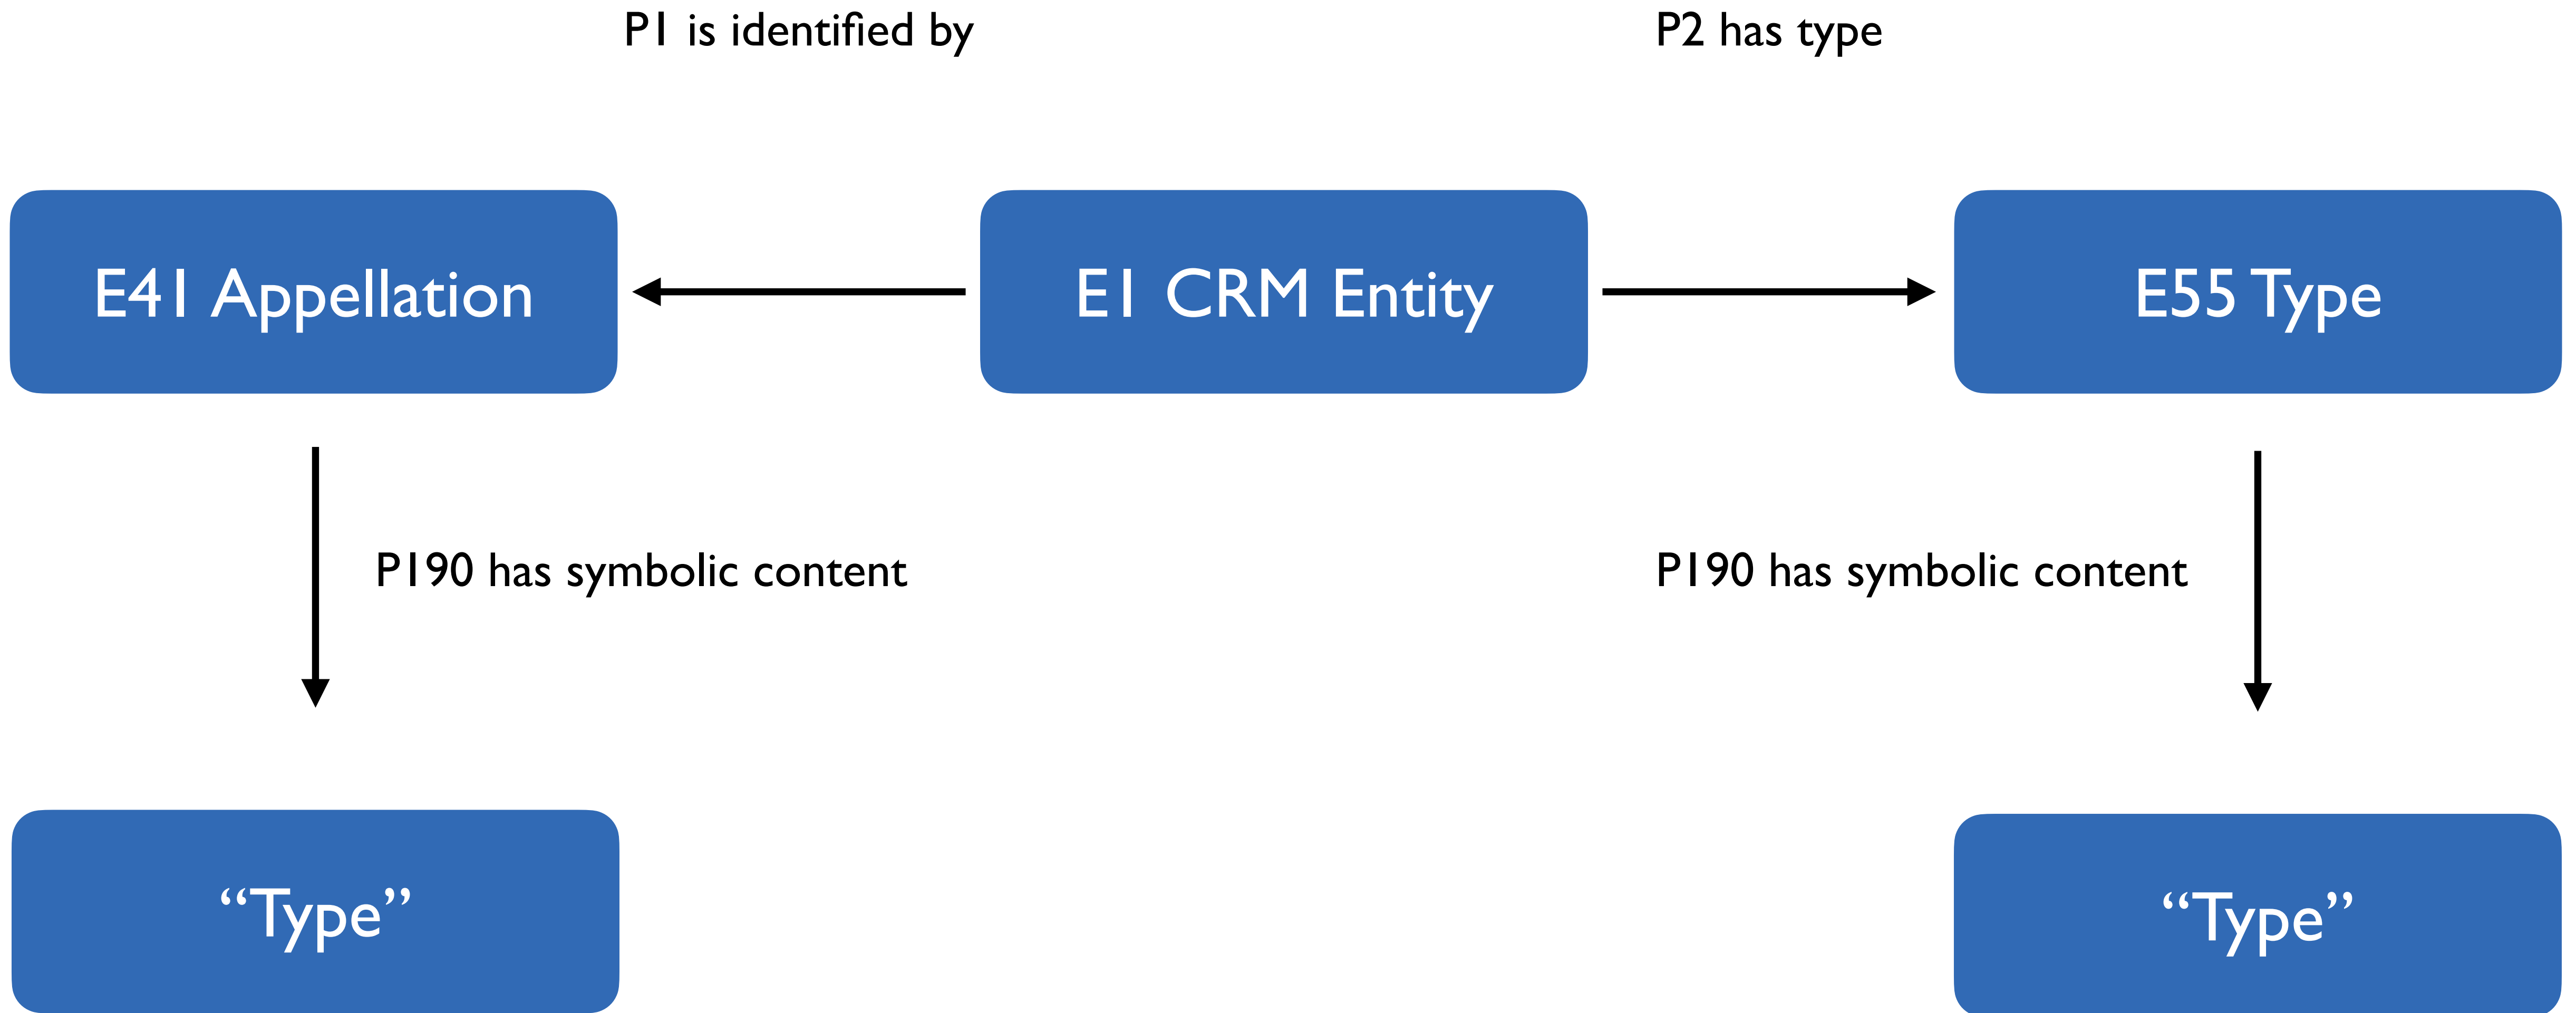 P1 is identified by
P2 has type
E41 Appellation
E1 CRM Entity
E55 Type
P190 has symbolic content
P190 has symbolic content
“Type”
“Type”